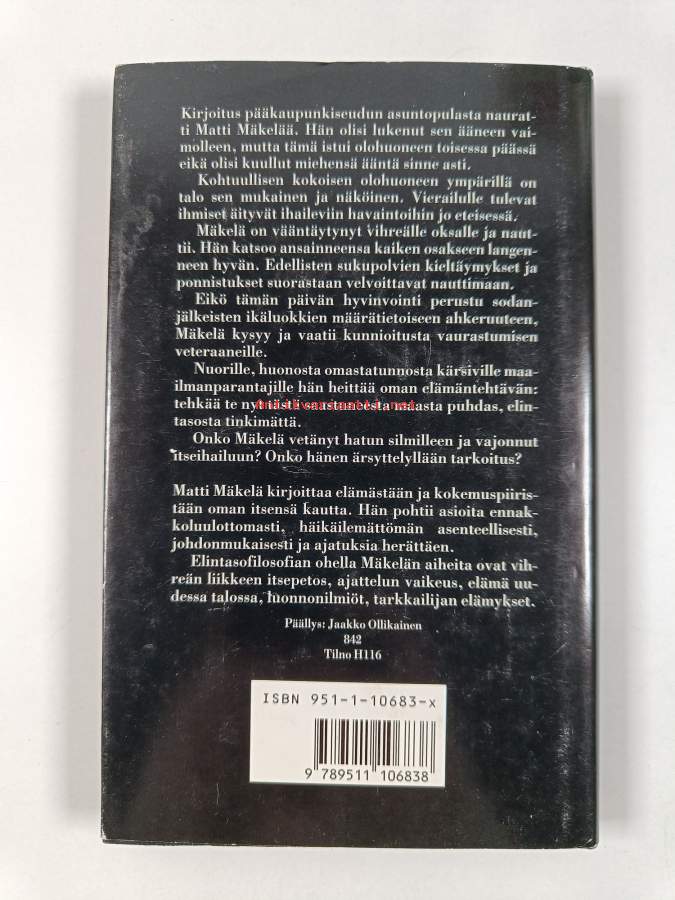 Kirjoitus pääkaupunkiseudun asuntopulasta naurat-
ti Matti Mäkelää. Hän olisi lukenut sen ääneen vai-
molleen, mutta tämä istui olohuoneen toisessa päässä
eikä olisi kuullut miehensä ääntä sinne asti.
Kohtuullisen kokoisen olohuoneen ympärillä on
talo sen mukainen ja näköinen. Vierailulle tulevat
ihmiset äityvät ihaileviin havaintoihin jo eteisessä.
Mäkelä on vääntäytynyt vihreälle oksalle ja naut-
tii. Hän katsoo ansainneensa kaiken osakseen langen-
neen hyvän. Edellisten sukupolvien kieltäymykset ja
ponnistukset suorastaan velvoittavat nauttimaan.
Eikö tämän päivän hyvinvointi perustu sodan-
jälkeisten ikäluokkien määrätietoiseen ahkeruuteen,
Mäkelä kysyy ja vaatii kunnioitusta vaurastumisen
veteraaneille.
Nuorille, huonosta omastatunnosta kärsiville maa-
ilmanparantajille hän heittää oman elämäntehtävän:
tehkää te nyt tästä saastuneesta maasta puhdas, elin-
Antikvariaatti.net
tasosta tinkimättä.
Onko Mäkelä vetänyt hatun silmilleen ja vajonnut
itseihailuun? Onko hänen ärsyttelyllään tarkoitus?
Matti Mäkelä kirjoittaa elämästään ja kokemuspiiris-
tään oman itsensä kautta. Hän pohtii asioita ennak-
koluulottomasti, häikäilemättömän asenteellisesti,
johdonmukaisesti ja ajatuksia herättäen.
Elintasofilosofian ohella Mäkelän aiheita ovat vih-
reän liikkeen itsepetos, ajattelun vaikeus, elämä uu-
dessa talossa, luonnonilmiöt, tarkkailijan elämykset.
Päällys: Jaakko Ollikainen
842
Tilno H116
ISBN 951-1-10683-x
9 789511 106838